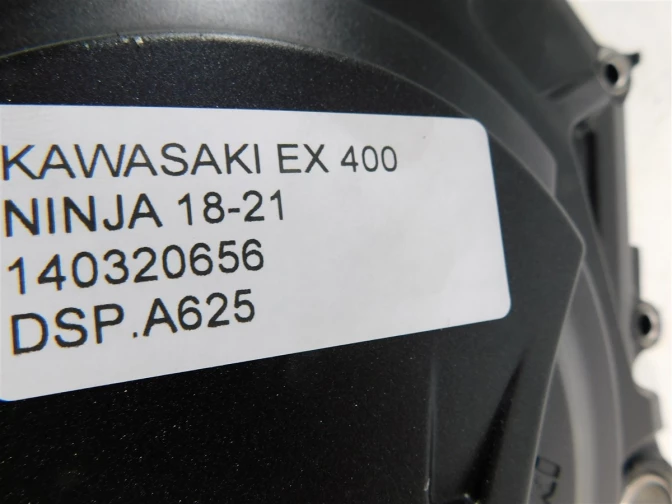 KAWASAKI EX 400
NINJA 18-21
140320656
DSP.A625